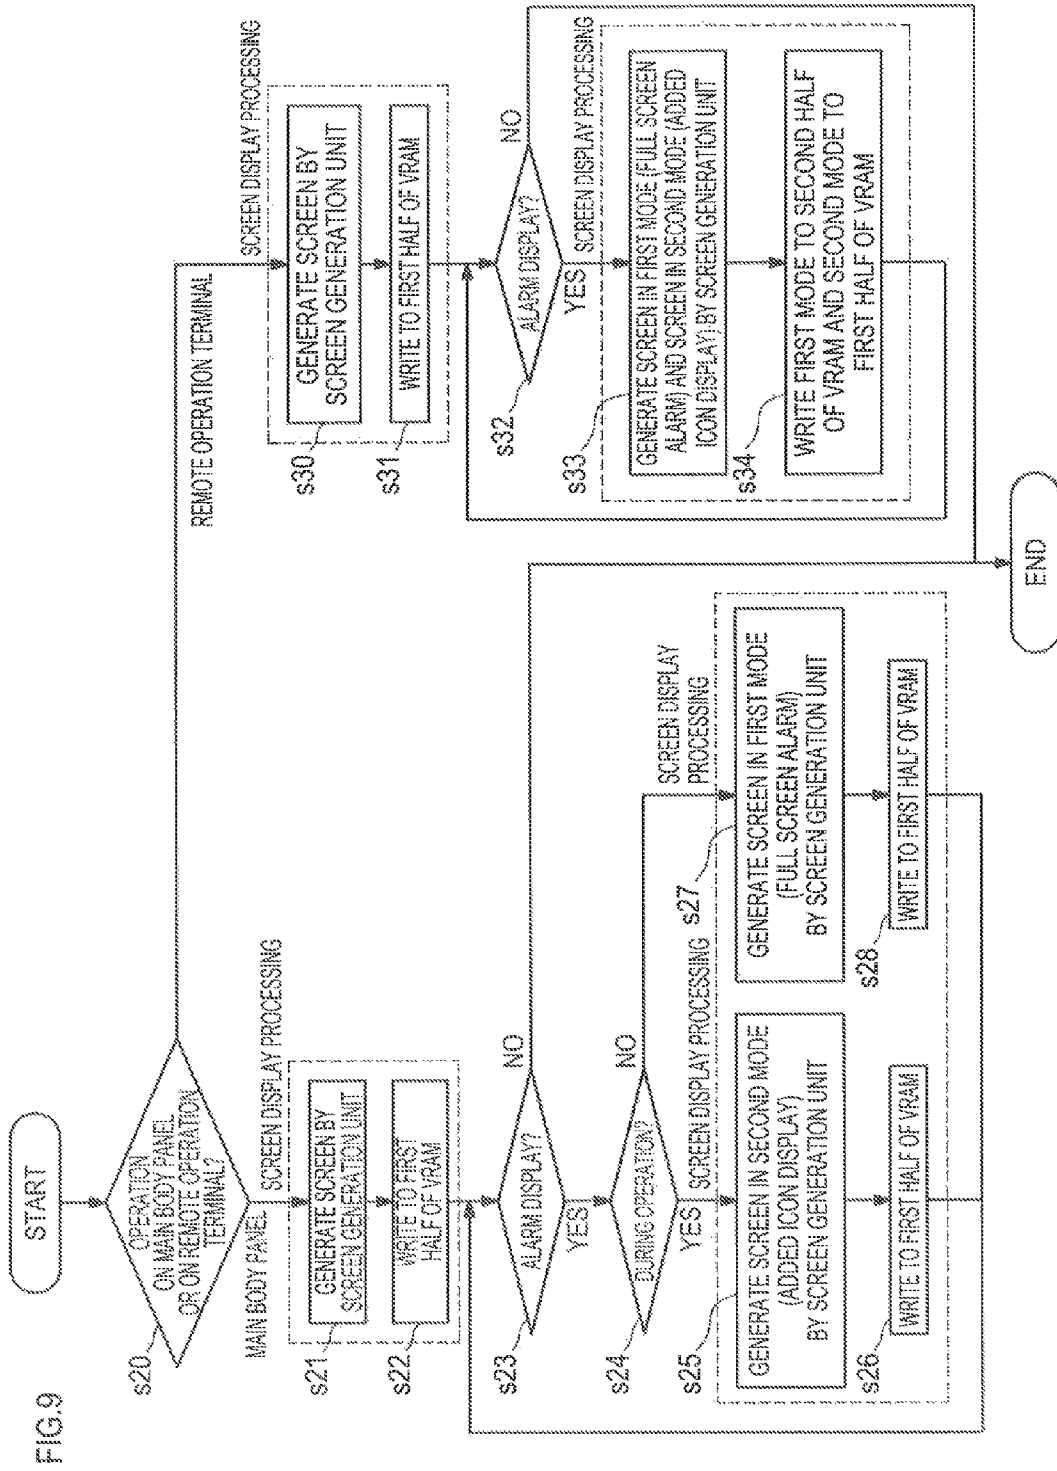 FIG.9
START
s20
OPERATION
ON MAIN BODY PANEL
OR ON REMOTE OPERATION
TERMINAL?
MAIN BODY PANEL
SCREEN DISPLAY PROCESSING
REMOTE OPERATION TERMINAL
s21
GENERATE SCREEN BY
SCREEN GENERATION UNIT
s22
WRITE TO FIRST
HALF OF VRAM
s23
ALARM DISPLAY?
NO
YES
s24
DURING OPERATION?
NO
YES
SCREEN DISPLAY PROCESSING
SCREEN DISPLAY
PROCESSING
s25
GENERATE SCREEN IN SECOND MODE
(ADDED ICON DISPLAY)
BY SCREEN GENERATION UNIT
s26
WRITE TO FIRST HALF OF VRAM
s27
GENERATE SCREEN IN FIRST MODE
(FULL SCREEN ALARM)
BY SCREEN GENERATION UNIT
s28
WRITE TO FIRST HALF OF VRAM
SCREEN DISPLAY PROCESSING
s30
GENERATE SCREEN BY
SCREEN GENERATION UNIT
s31
WRITE TO FIRST HALF OF VRAM
s32
ALARM DISPLAY?
NO
YES
SCREEN DISPLAY PROCESSING
s33
GENERATE SCREEN IN FIRST MODE (FULL SCREEN
ALARM) AND SCREEN IN SECOND MODE (ADDED
ICON DISPLAY) BY SCREEN GENERATION UNIT
s34
WRITE FIRST MODE TO SECOND HALF
OF VRAM AND SECOND MODE TO
FIRST HALF OF VRAM
END